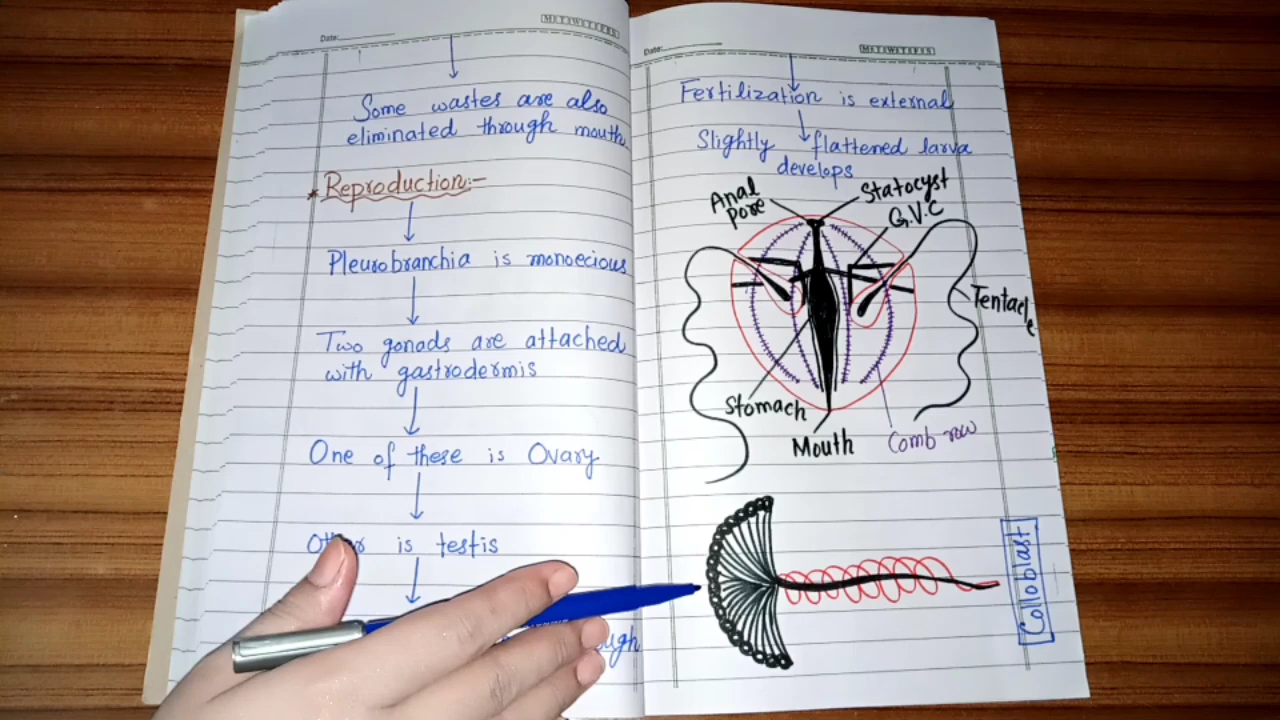 Date:
M T W T F S
Some wastes are also
eliminated through mouth
* Reproduction:-
Pleurobranchia is monoecious
Two gonads are attached
with gastrodermis
One of these is Ovary
Other is testis
ough
Date:
M T W T F S
Fertilization is external
Slightly flattened larva
develops
Anal
pore
Statocyst
G.V.C
Tentacle
Stomach
Mouth
Comb row
Colloblast